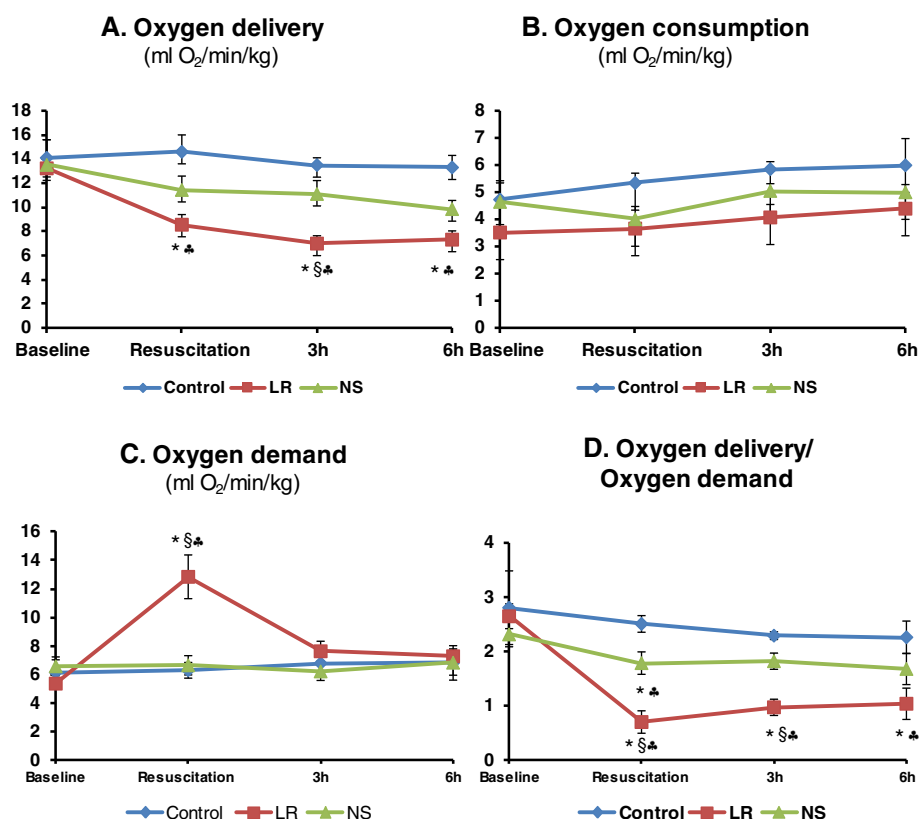 A. Oxygen delivery
(ml O₂/min/kg)
18
16
14
12
10
8
6
4
2
0
* ♣
* §♣
* ♣
Baseline Resuscitation 3h 6h
Control LR NS
B. Oxygen consumption
(ml O₂/min/kg)
8
7
6
5
4
3
2
1
0
Baseline Resuscitation 3h 6h
Control LR NS
C. Oxygen demand
(ml O₂/min/kg)
16
14
12
10
8
6
4
2
0
* §♣
Baseline Resuscitation 3h 6h
Control LR NS
D. Oxygen delivery/
Oxygen demand
4
3
2
1
0
* ♣
* §♣
* §♣
* ♣
Baseline Resuscitation 3h 6h
Control LR NS